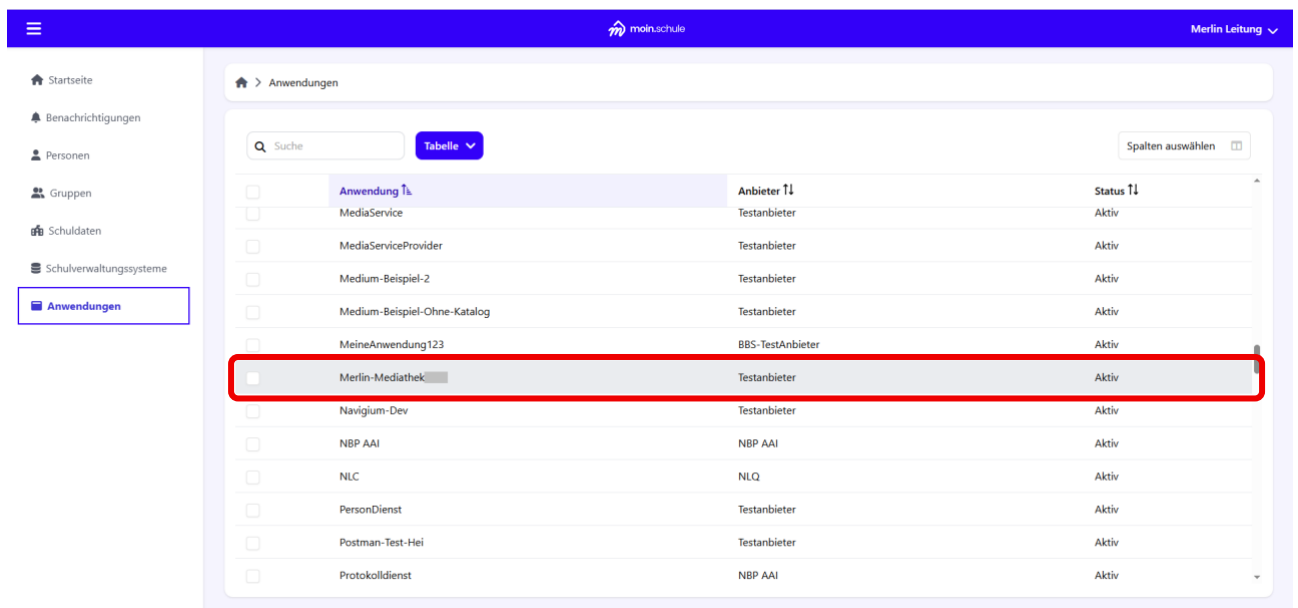 moin.schule
Merlin Leitung
Startseite
Benachrichtigungen
Personen
Gruppen
Schuldaten
Schulverwaltungssysteme
Anwendungen
> Anwendungen
Suche
Tabelle
Spalten auswählen
Anwendung Anbieter Status
MediaService Testanbieter Aktiv
MediaServiceProvider Testanbieter Aktiv
Medium-Beispiel-2 Testanbieter Aktiv
Medium-Beispiel-Ohne-Katalog Testanbieter Aktiv
MeineAnwendung123 BBS-TestAnbieter Aktiv
Merlin-Mediathek Testanbieter Aktiv
Navigium-Dev Testanbieter Aktiv
NBP AAI NBP AAI Aktiv
NLC NLQ Aktiv
PersonDienst Testanbieter Aktiv
Postman-Test-Hei Testanbieter Aktiv
Protokolldienst NBP AAI Aktiv